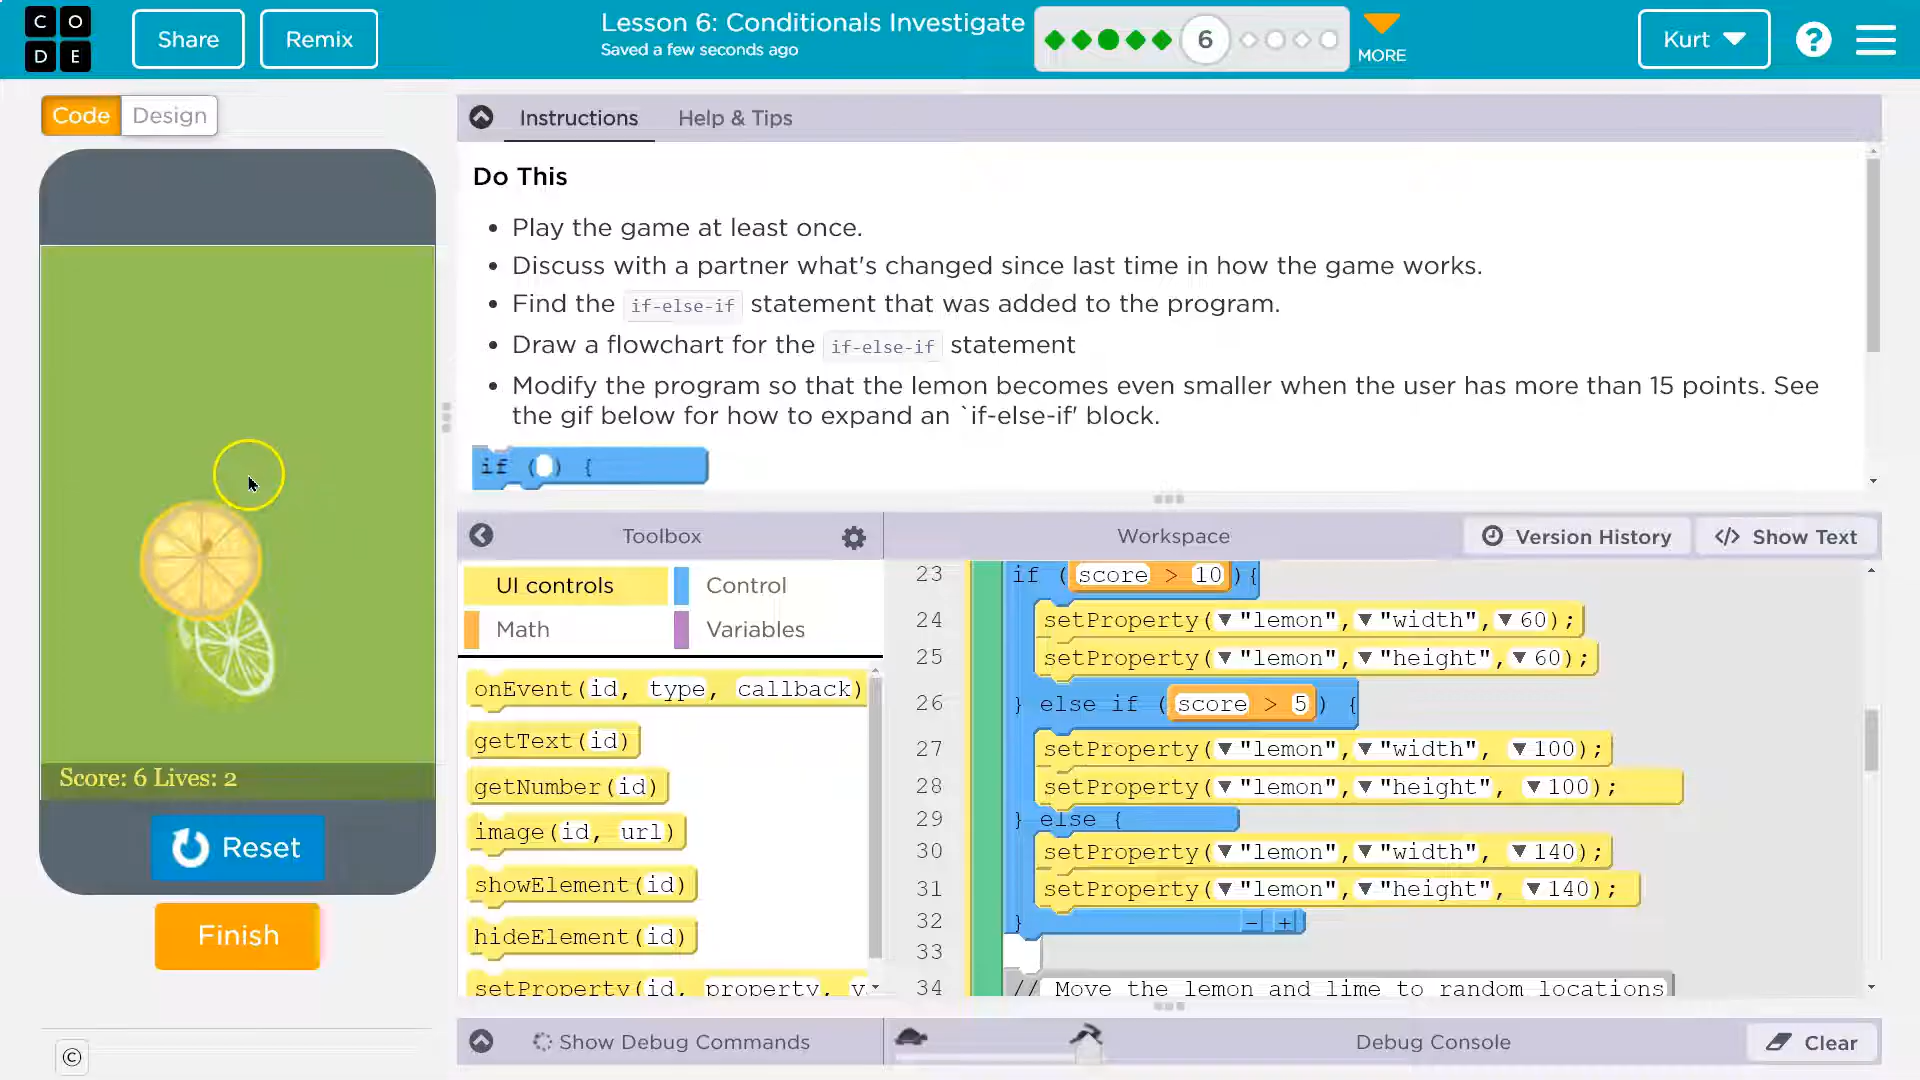 CODE
Share
Remix
Lesson 6: Conditionals Investigate
Saved a few seconds ago
6
MORE
Kurt
?
Code
Design
Instructions
Help & Tips
Do This
• Play the game at least once.
• Discuss with a partner what's changed since last time in how the game works.
• Find the if-else-if statement that was added to the program.
• Draw a flowchart for the if-else-if statement
• Modify the program so that the lemon becomes even smaller when the user has more than 15 points. See
the gif below for how to expand an `if-else-if' block.
if ( ) {
Score: 6 Lives: 2
Reset
Finish
©
Toolbox
UI controls
Control
Math
Variables
onEvent(id, type, callback)
getText(id)
getNumber(id)
image(id, url)
showElement(id)
hideElement(id)
setProperty(id, property, v
Workspace
Version History
</> Show Text
23 if (score > 10){
24 setProperty(▼"lemon",▼"width",▼60);
25 setProperty(▼"lemon",▼"height",▼60);
26 } else if (score > 5) {
27 setProperty(▼"lemon",▼"width", ▼100);
28 setProperty(▼"lemon",▼"height", ▼100);
29 } else {
30 setProperty(▼"lemon",▼"width", ▼140);
31 setProperty(▼"lemon",▼"height", ▼140);
32 } - +
33
34 // Move the lemon and lime to random locations
Show Debug Commands
Debug Console
Clear